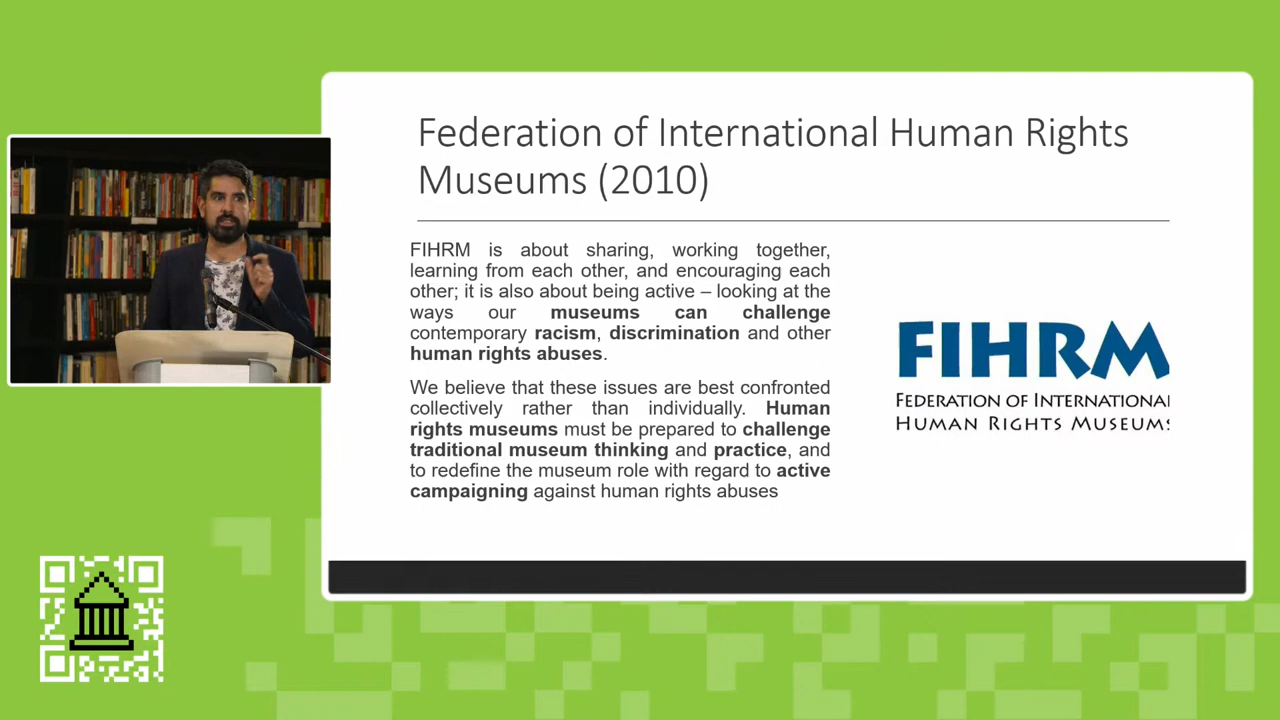 Federation of International Human Rights
Museums (2010)
FIHRM is about sharing, working together,
learning from each other, and encouraging each
other; it is also about being active – looking at the
ways our museums can challenge
contemporary racism, discrimination and other
human rights abuses.
We believe that these issues are best confronted
collectively rather than individually. Human
rights museums must be prepared to challenge
traditional museum thinking and practice, and
to redefine the museum role with regard to active
campaigning against human rights abuses
FIHRM
FEDERATION OF INTERNATIONAL
HUMAN RIGHTS MUSEUMS